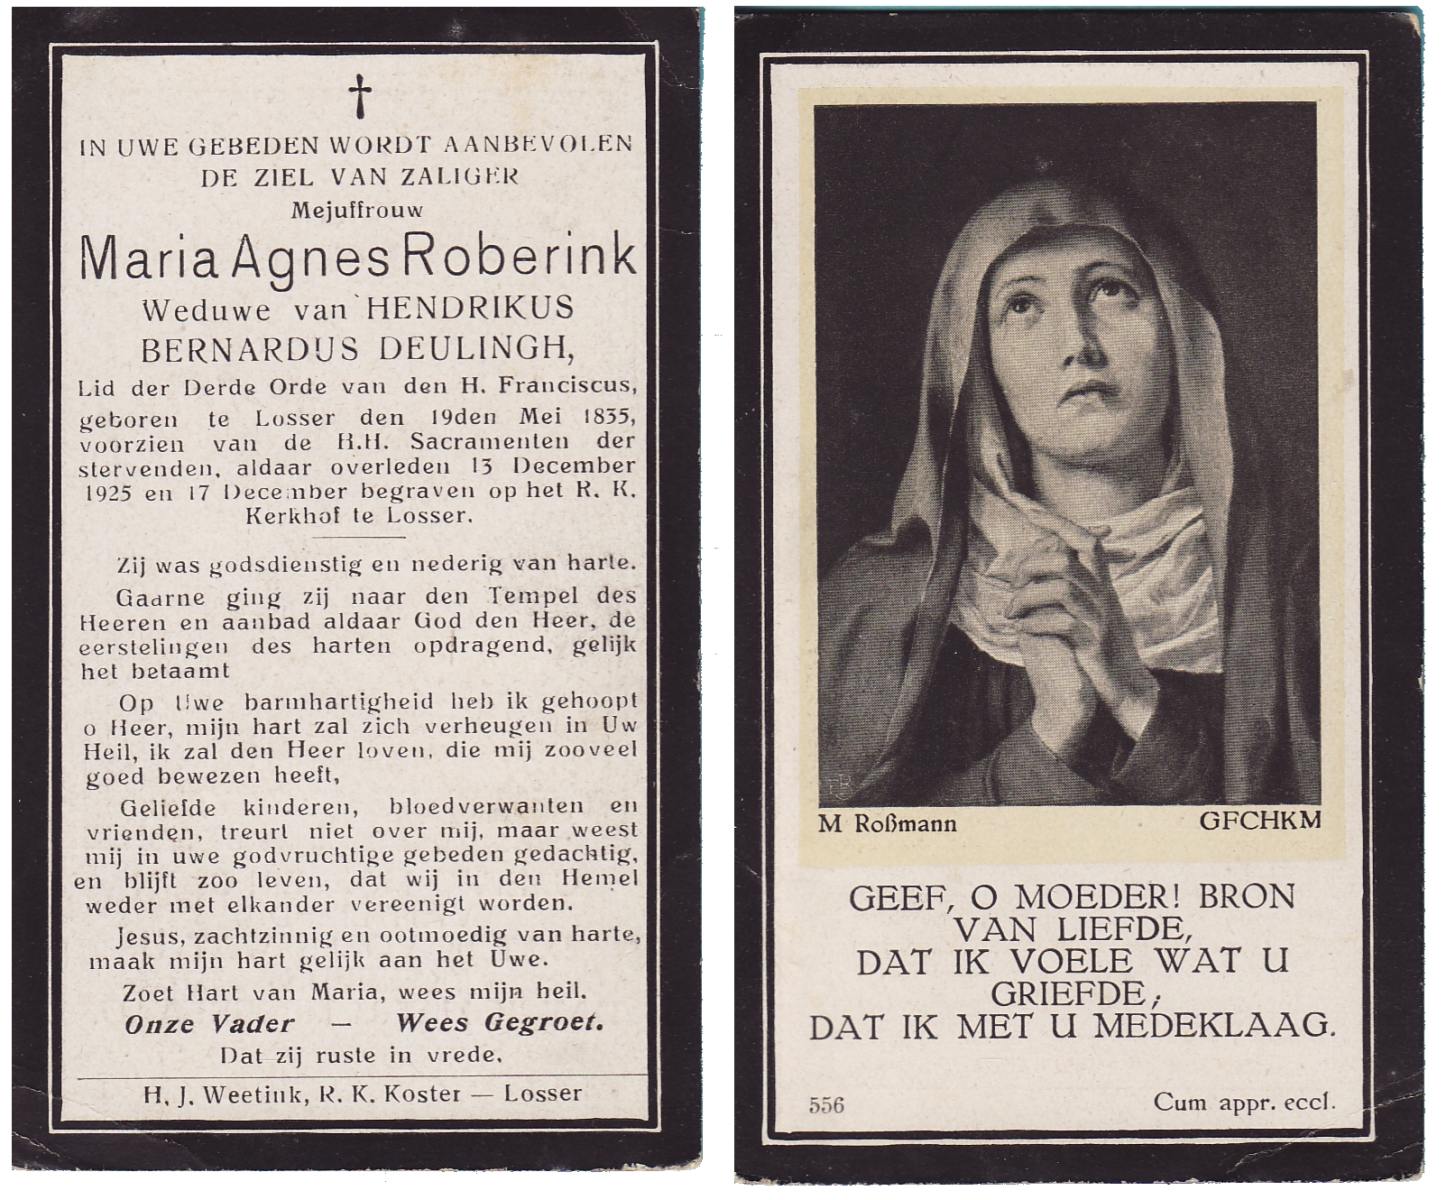 IN UWE GEBEDEN WORDT AANBEVOLEN
DE ZIEL VAN ZALIGER
Mejuffrouw
Maria Agnes Roberink
Weduwe van HENDRIKUS
BERNARDUS DEULINGH,
Lid der Derde Orde van den H. Franciscus,
geboren te Losser den 19den Mei 1835,
voorzien van de H.H. Sacramenten der
stervenden, aldaar overleden 13 December
1925 en 17 December begraven op het R. K.
Kerkhof te Losser.
Zij was godsdienstig en nederig van harte.
Gaarne ging zij naar den Tempel des
Heeren en aanbad aldaar God den Heer, de
eerstelingen des harten opdragend, gelijk
het betaamt
Op Uwe barmhartigheid heb ik gehoopt
o Heer, mijn hart zal zich verheugen in Uw
Heil, ik zal den Heer loven, die mij zooveel
goed bewezen heeft,
Geliefde kinderen, bloedverwanten en
vrienden, treurt niet over mij, maar weest
mij in uwe godvruchtige gebeden gedachtig,
en blijft zoo leven, dat wij in den Hemel
weder met elkander vereenigt worden.
Jesus, zachtzinnig en ootmoedig van harte,
maak mijn hart gelijk aan het Uwe.
Zoet Hart van Maria, wees mijn heil.
Onze Vader — Wees Gegroet.
Dat zij ruste in vrede.
H. J. Weetink, R. K. Koster — Losser
M Roßmann GFCHKM
GEEF, O MOEDER! BRON
VAN LIEFDE,
DAT IK VOELE WAT U
GRIEFDE,
DAT IK MET U MEDEKLAAG.
556 Cum appr. eccl.